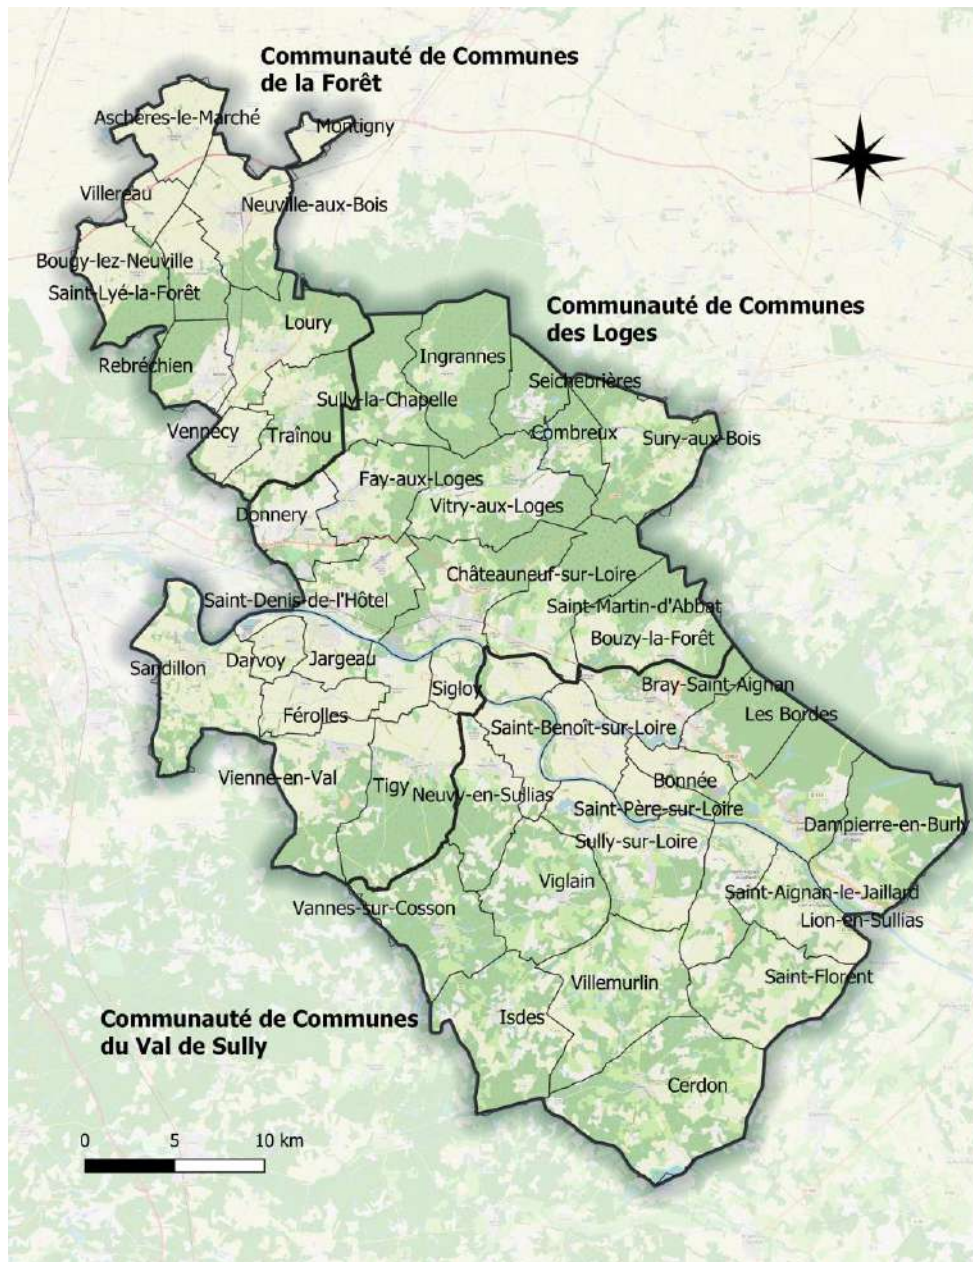 Communauté de Communes
de la Forêt
Aschères-le-Marché
Montigny
Villereau
Neuville-aux-Bois
Bougy-lez-Neuville
Saint-Lyé-la-Forêt
Communauté de Communes
des Loges
Loury
Rebréchien
Ingrannes
Seichebrières
Sully-la-Chapelle
Vennecy
Traînou
Combreux
Sury-aux-Bois
Fay-aux-Loges
Vitry-aux-Loges
Donnery
Châteauneuf-sur-Loire
Saint-Denis-de-l'Hôtel
Saint-Martin-d'Abbat
Bouzy-la-Forêt
Sandillon
Darvoy
Jargeau
Sigloy
Bray-Saint-Aignan
Férolles
Les Bordes
Saint-Benoît-sur-Loire
Vienne-en-Val
Tigy
Neuvy-en-Sullias
Bonnée
Saint-Père-sur-Loire
Dampierre-en-Burly
Sully-sur-Loire
Viglain
Saint-Aignan-le-Jaillard
Vannes-sur-Cosson
Lion-en-Sullias
Villemurlin
Saint-Florent
Isdes
Communauté de Communes
du Val de Sully
Cerdon
0 5 10 km